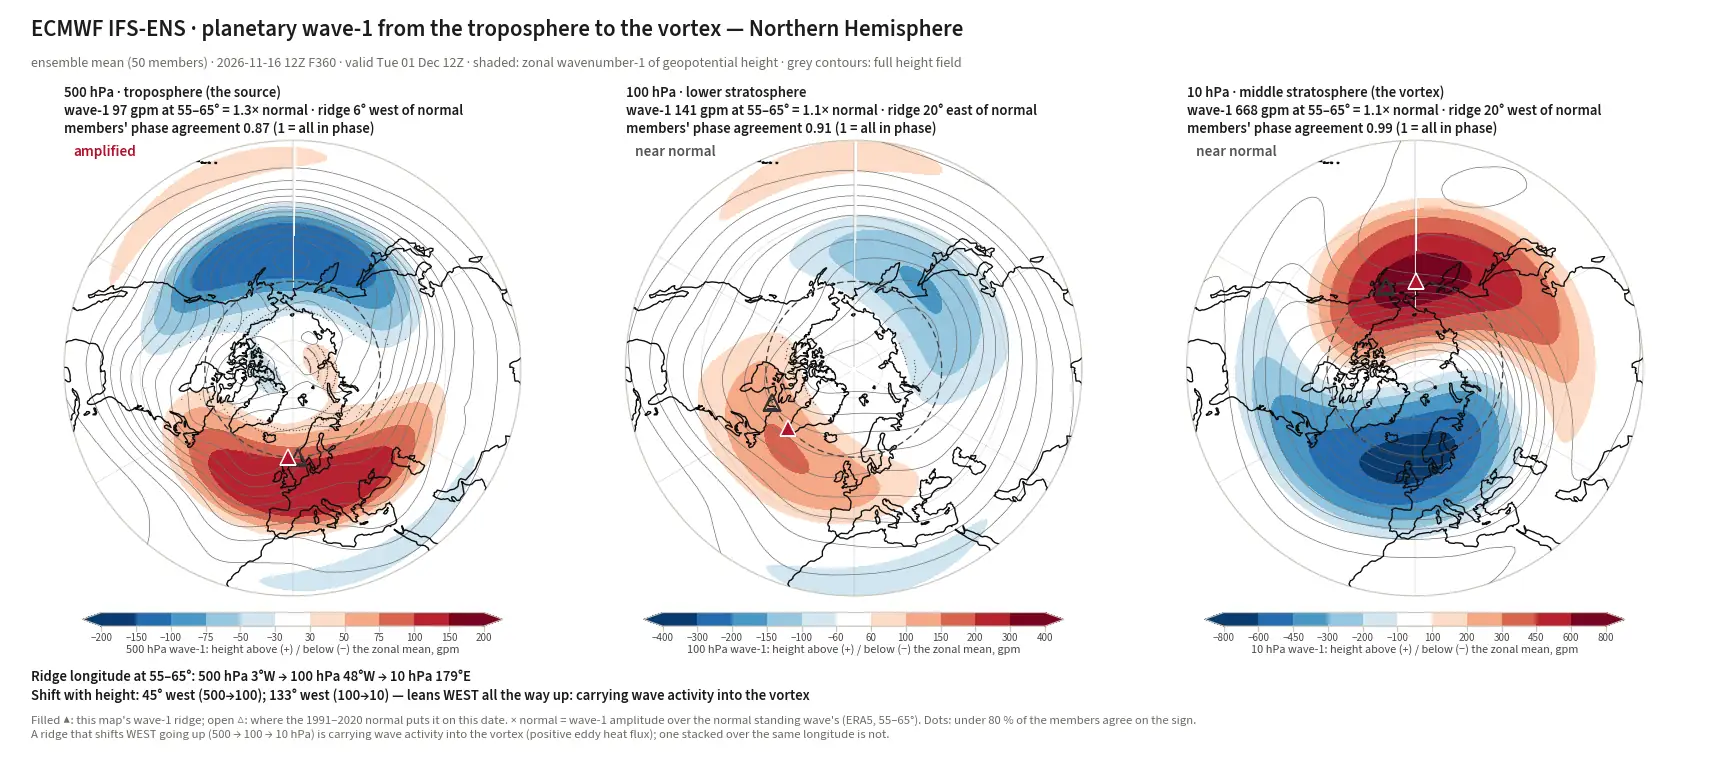 ECMWF IFS-ENS · planetary wave-1 from the troposphere to the vortex — Northern Hemisphere
ensemble mean (50 members) · 2026-11-16 12Z F360 · valid Tue 01 Dec 12Z · shaded: zonal wavenumber-1 of geopotential height · grey contours: full height field
500 hPa · troposphere (the source)
wave-1 97 gpm at 55–65° = 1.3× normal · ridge 6° west of normal
members' phase agreement 0.87 (1 = all in phase)
amplified
100 hPa · lower stratosphere
wave-1 141 gpm at 55–65° = 1.1× normal · ridge 20° east of normal
members' phase agreement 0.91 (1 = all in phase)
near normal
10 hPa · middle stratosphere (the vortex)
wave-1 668 gpm at 55–65° = 1.1× normal · ridge 20° west of normal
members' phase agreement 0.99 (1 = all in phase)
near normal
−200 −150 −100 −75 −50 −30 30 50 75 100 150 200
500 hPa wave-1: height above (+) / below (−) the zonal mean, gpm
−400 −300 −200 −150 −100 −60 60 100 150 200 300 400
100 hPa wave-1: height above (+) / below (−) the zonal mean, gpm
−800 −600 −450 −300 −200 −100 100 200 300 450 600 800
10 hPa wave-1: height above (+) / below (−) the zonal mean, gpm
Ridge longitude at 55–65°: 500 hPa 3°W → 100 hPa 48°W → 10 hPa 179°E
Shift with height: 45° west (500→100); 133° west (100→10) — leans WEST all the way up: carrying wave activity into the vortex
Filled ▲: this map's wave-1 ridge; open △: where the 1991–2020 normal puts it on this date. × normal = wave-1 amplitude over the normal standing wave's (ERA5, 55–65°). Dots: under 80 % of the members agree on the sign.
A ridge that shifts WEST going up (500 → 100 → 10 hPa) is carrying wave activity into the vortex (positive eddy heat flux); one stacked over the same longitude is not.